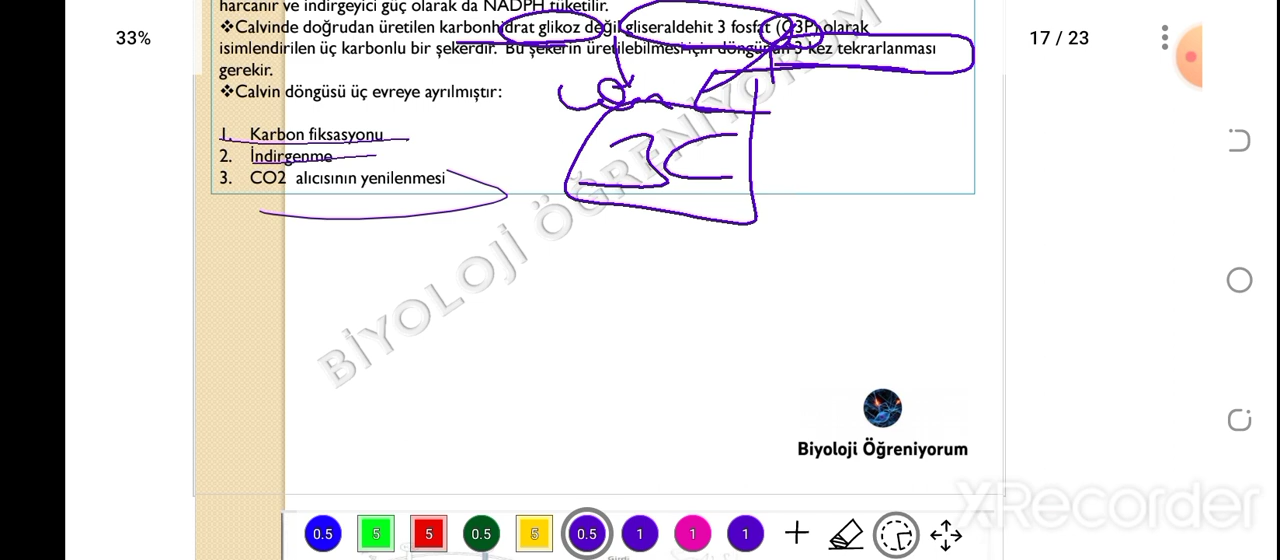 harcanır ve indirgeyici güç olarak da NADPH tüketilir.
33%
❖Calvinde doğrudan üretilen karbonhidrat glikoz değil gliseraldehit 3 fosfat (G3P) olarak
17 / 23
isimlendirilen üç karbonlu bir şekerdir. Bu şekerin üretilebilmesi için döngünün 3 kez tekrarlanması
gerekir.
❖Calvin döngüsü üç evreye ayrılmıştır:
1. Karbon fiksasyonu
2. İndirgenme
3. CO2 alıcısının yenilenmesi
3C
BİYOLOJİ ÖĞRENİYORUM
Biyoloji Öğreniyorum
XRecorder
0.5 5 5 0.5 5 0.5 1 1 1